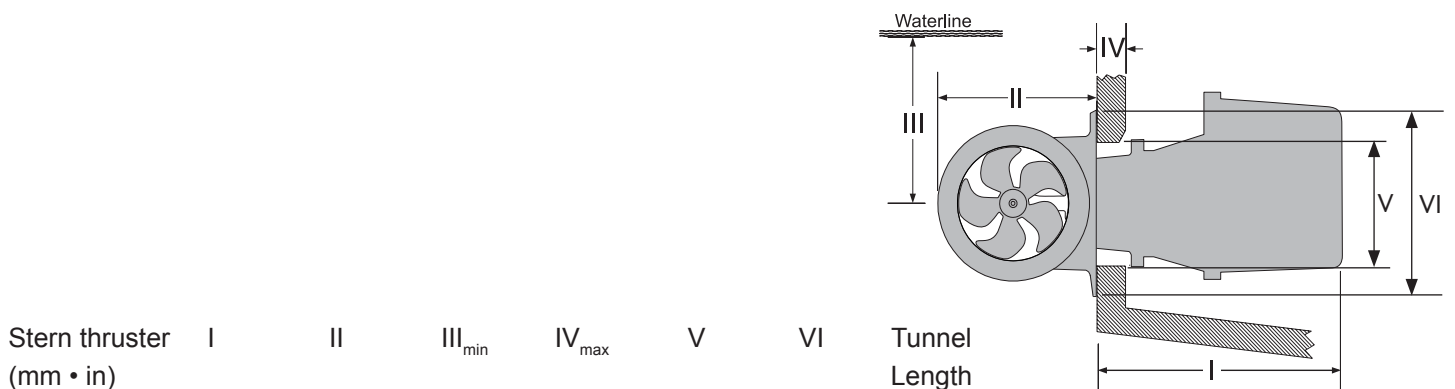 Waterline
IV
II
III
V
VI
Stern thruster I II III_min IV_max V VI Tunnel
(mm • in) Length
I